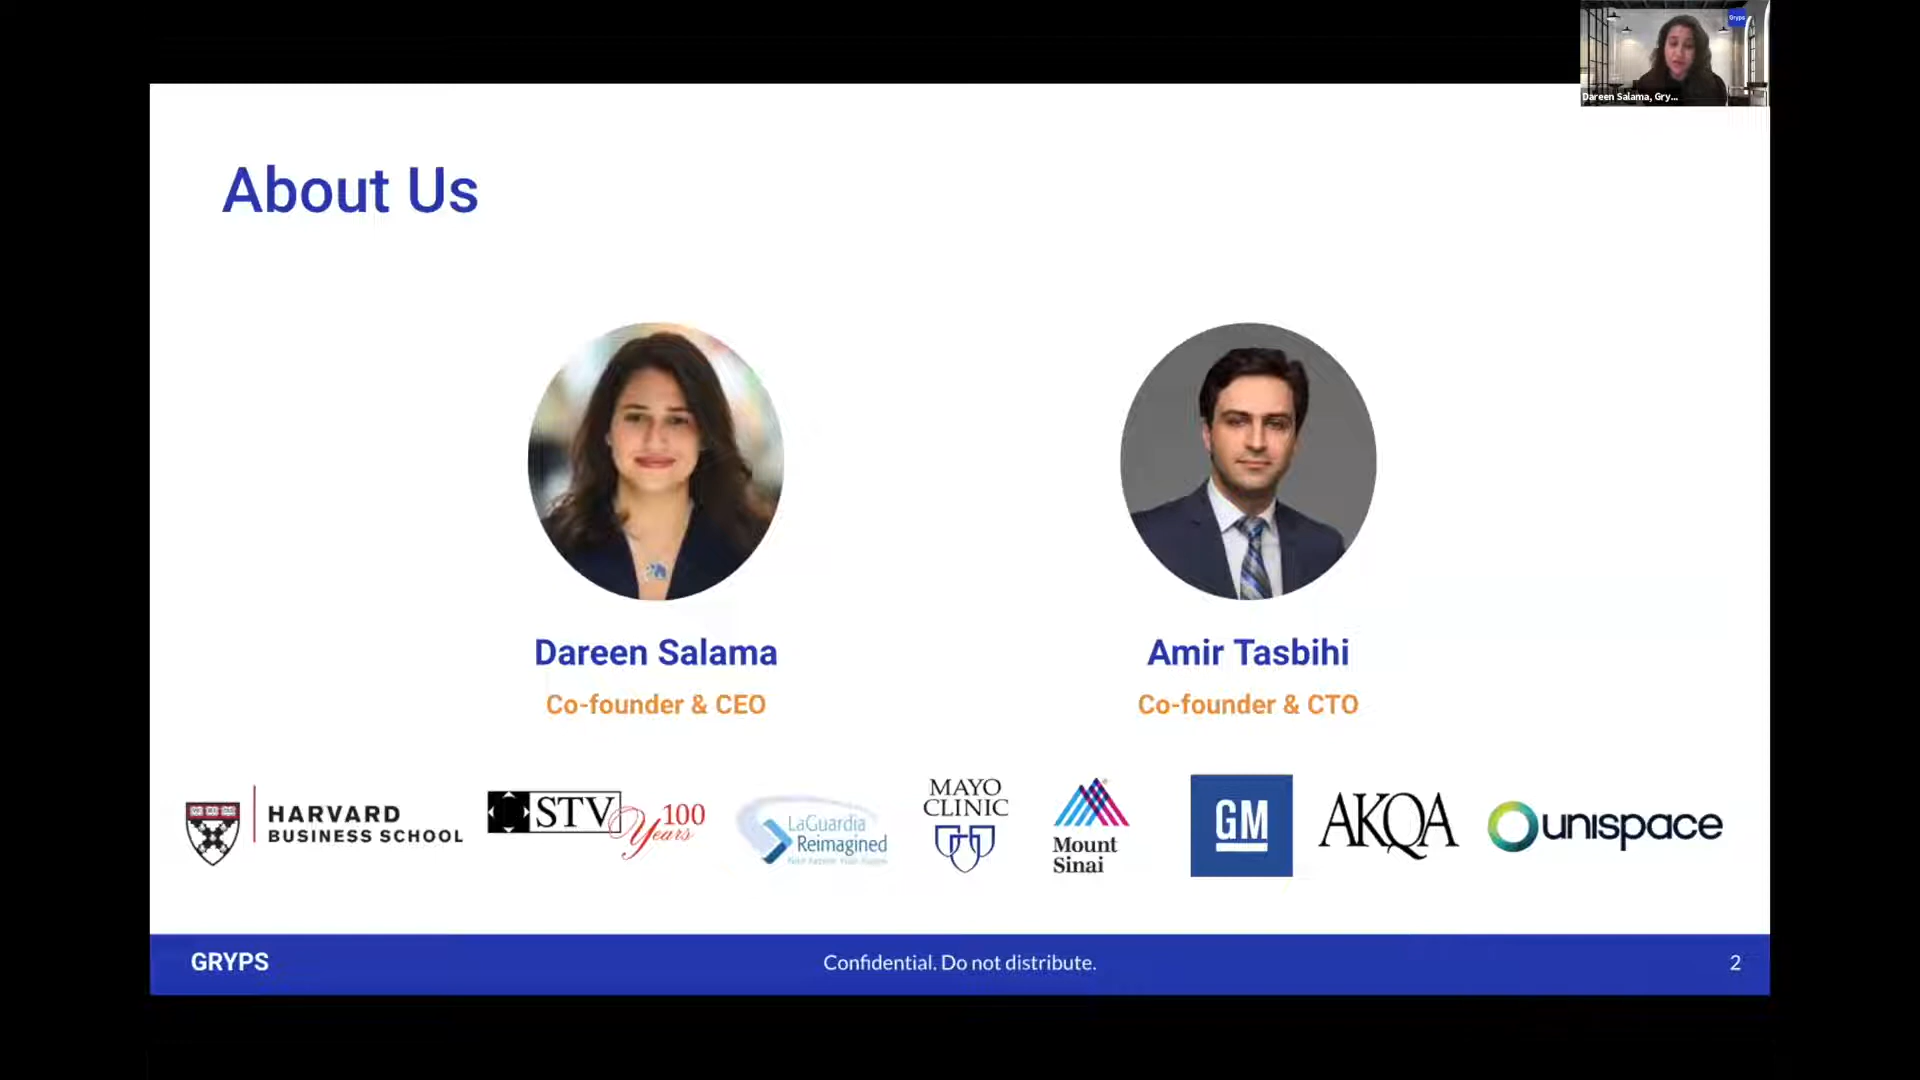 Gryps
Dareen Salama, Gry...
About Us
Dareen Salama
Amir Tasbihi
Co-founder & CEO
Co-founder & CTO
HARVARD
BUSINESS SCHOOL
STV
100
Years
LaGuardia
Reimagined
MAYO
CLINIC
Mount
Sinai
GM
AKQA
unispace
GRYPS
Confidential. Do not distribute.
2